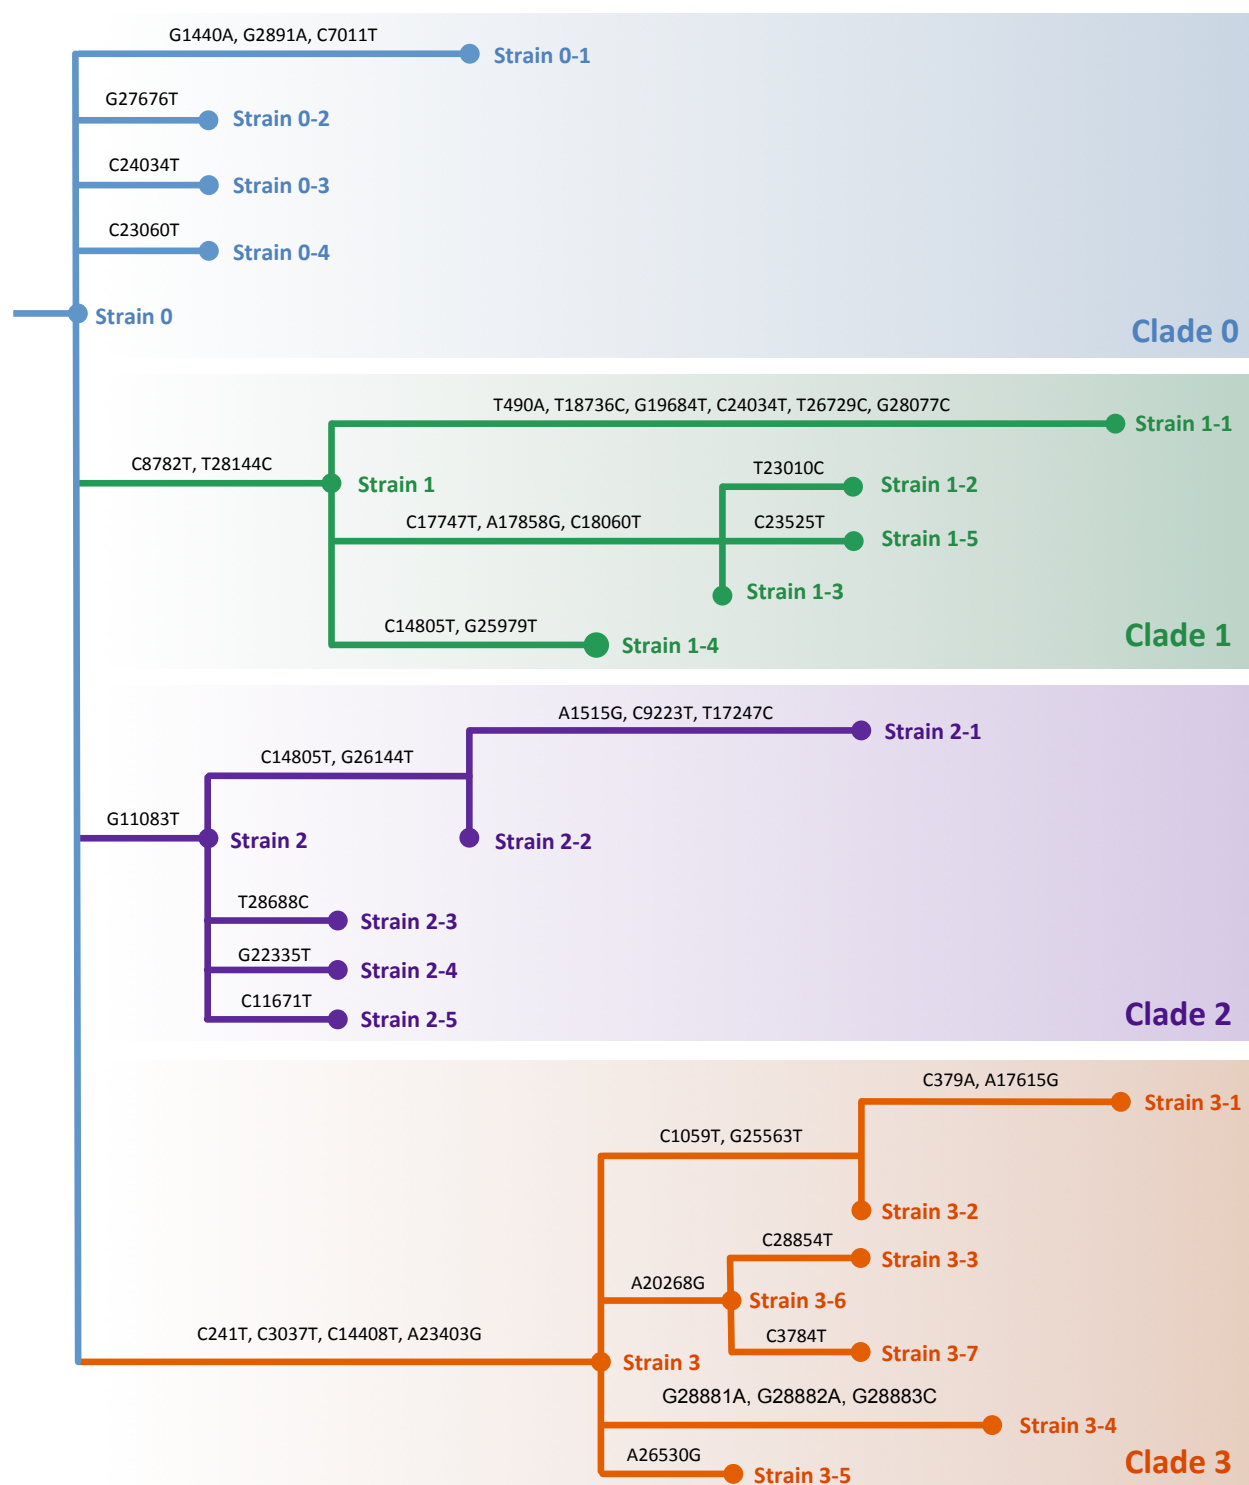 G1440A, G2891A, C7011T
Strain 0-1
G27676T
Strain 0-2
C24034T
Strain 0-3
C23060T
Strain 0-4
Strain 0
Clade 0
T490A, T18736C, G19684T, C24034T, T26729C, G28077C
Strain 1-1
C8782T, T28144C
Strain 1
T23010C
Strain 1-2
C17747T, A17858G, C18060T
C23525T
Strain 1-5
Strain 1-3
C14805T, G25979T
Strain 1-4
Clade 1
A1515G, C9223T, T17247C
Strain 2-1
C14805T, G26144T
G11083T
Strain 2
Strain 2-2
T28688C
Strain 2-3
G22335T
Strain 2-4
C11671T
Strain 2-5
Clade 2
C379A, A17615G
Strain 3-1
C1059T, G25563T
Strain 3-2
C28854T
Strain 3-3
A20268G
Strain 3-6
C241T, C3037T, C14408T, A23403G
C3784T
Strain 3-7
Strain 3
G28881A, G28882A, G28883C
Strain 3-4
A26530G
Strain 3-5
Clade 3